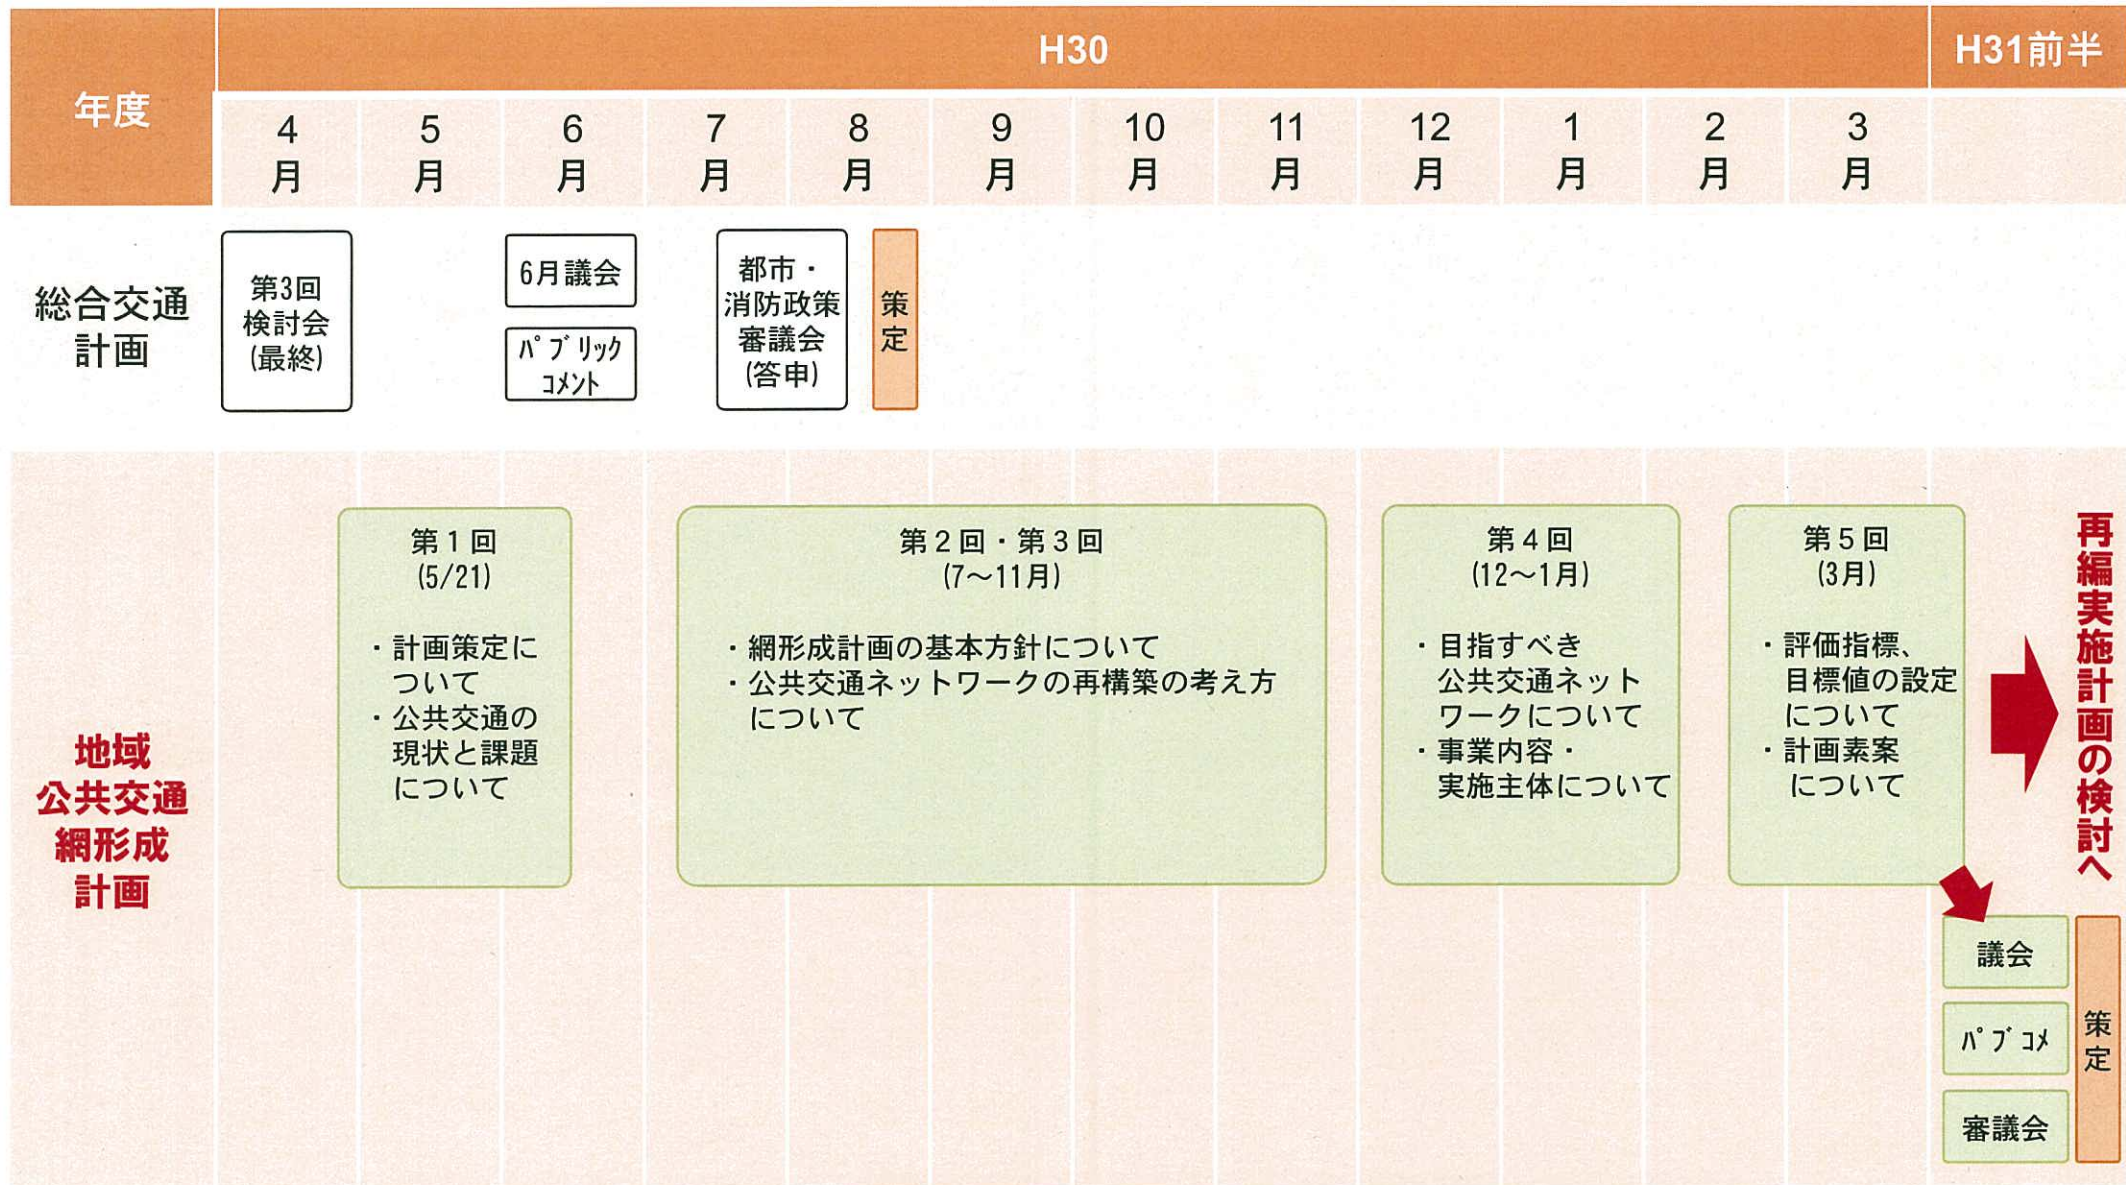 年度
H30
H31前半
4
月
5
月
6
月
7
月
8
月
9
月
10
月
11
月
12
月
1
月
2
月
3
月
総合交通
計画
第3回
検討会
(最終)
6月議会
ﾊﾟﾌﾞﾘｯｸ
ｺﾒﾝﾄ
都市・
消防政策
審議会
(答申)
策
定
地域
公共交通
網形成
計画
第１回
(5/21)
・計画策定に
ついて
・公共交通の
現状と課題
について
第２回・第３回
(7～11月)
・網形成計画の基本方針について
・公共交通ネットワークの再構築の考え方
について
第４回
(12～1月)
・目指すべき
公共交通ネット
ワークについて
・事業内容・
実施主体について
第５回
(3月)
・評価指標、
目標値の設定
について
・計画素案
について
再編実施計画の検討へ
議会
ﾊﾟﾌﾞｺﾒ
審議会
策
定